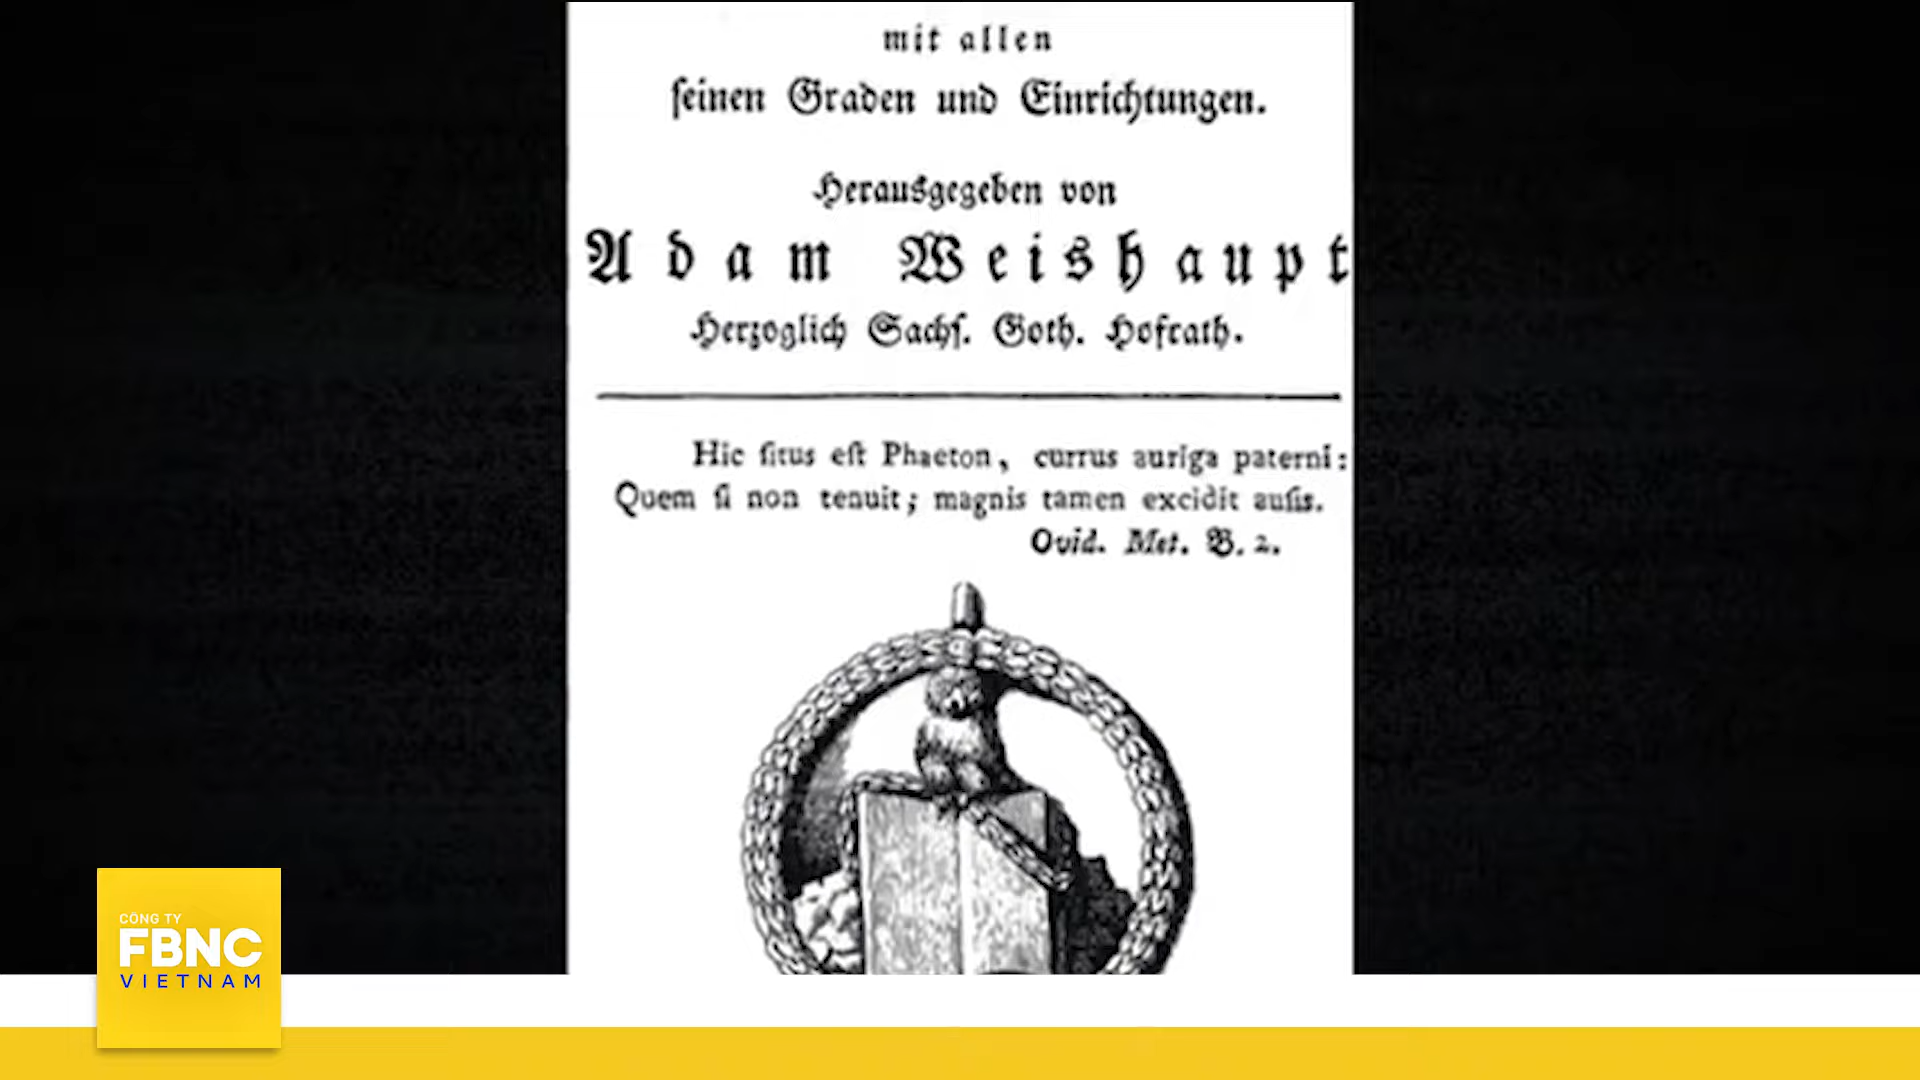 mit allen
ſeinen Graden und Einrichtungen.
Herausgegeben von
Adam Weishaupt
Herzoglich Sachſ. Goth. Hofrath.
Hic ſitus eſt Phaeton, currus auriga paterni:
Quem ſi non tenuit; magnis tamen excidit auſis.
Ovid. Met. B. 2.
CÔNG TY
FBNC
VIETNAM